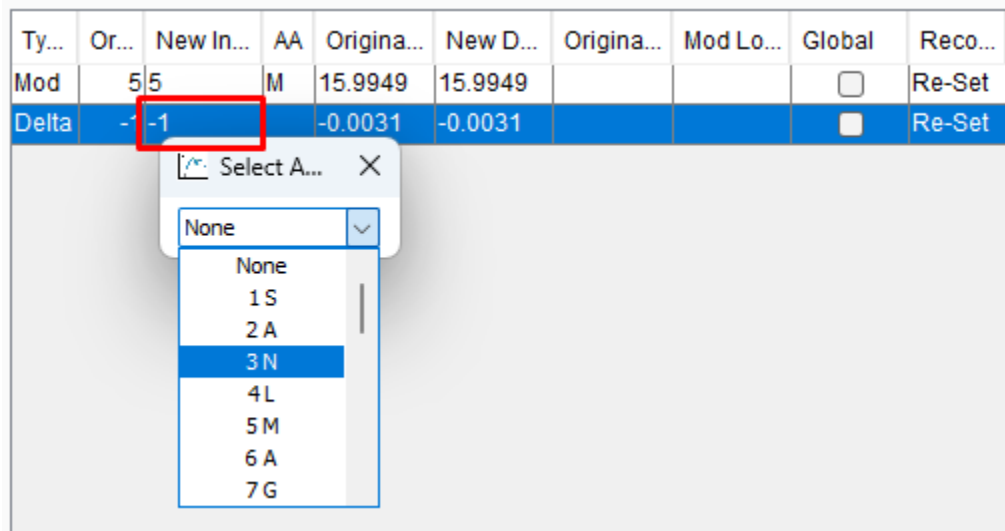 Ty... Or... New In... AA Origina... New D... Origina... Mod Lo... Global Reco...
Mod 5 5 M 15.9949 15.9949 Re-Set
Delta -1 -1 -0.0031 -0.0031 Re-Set
Select A...
None
None
1 S
2 A
3 N
4 L
5 M
6 A
7 G